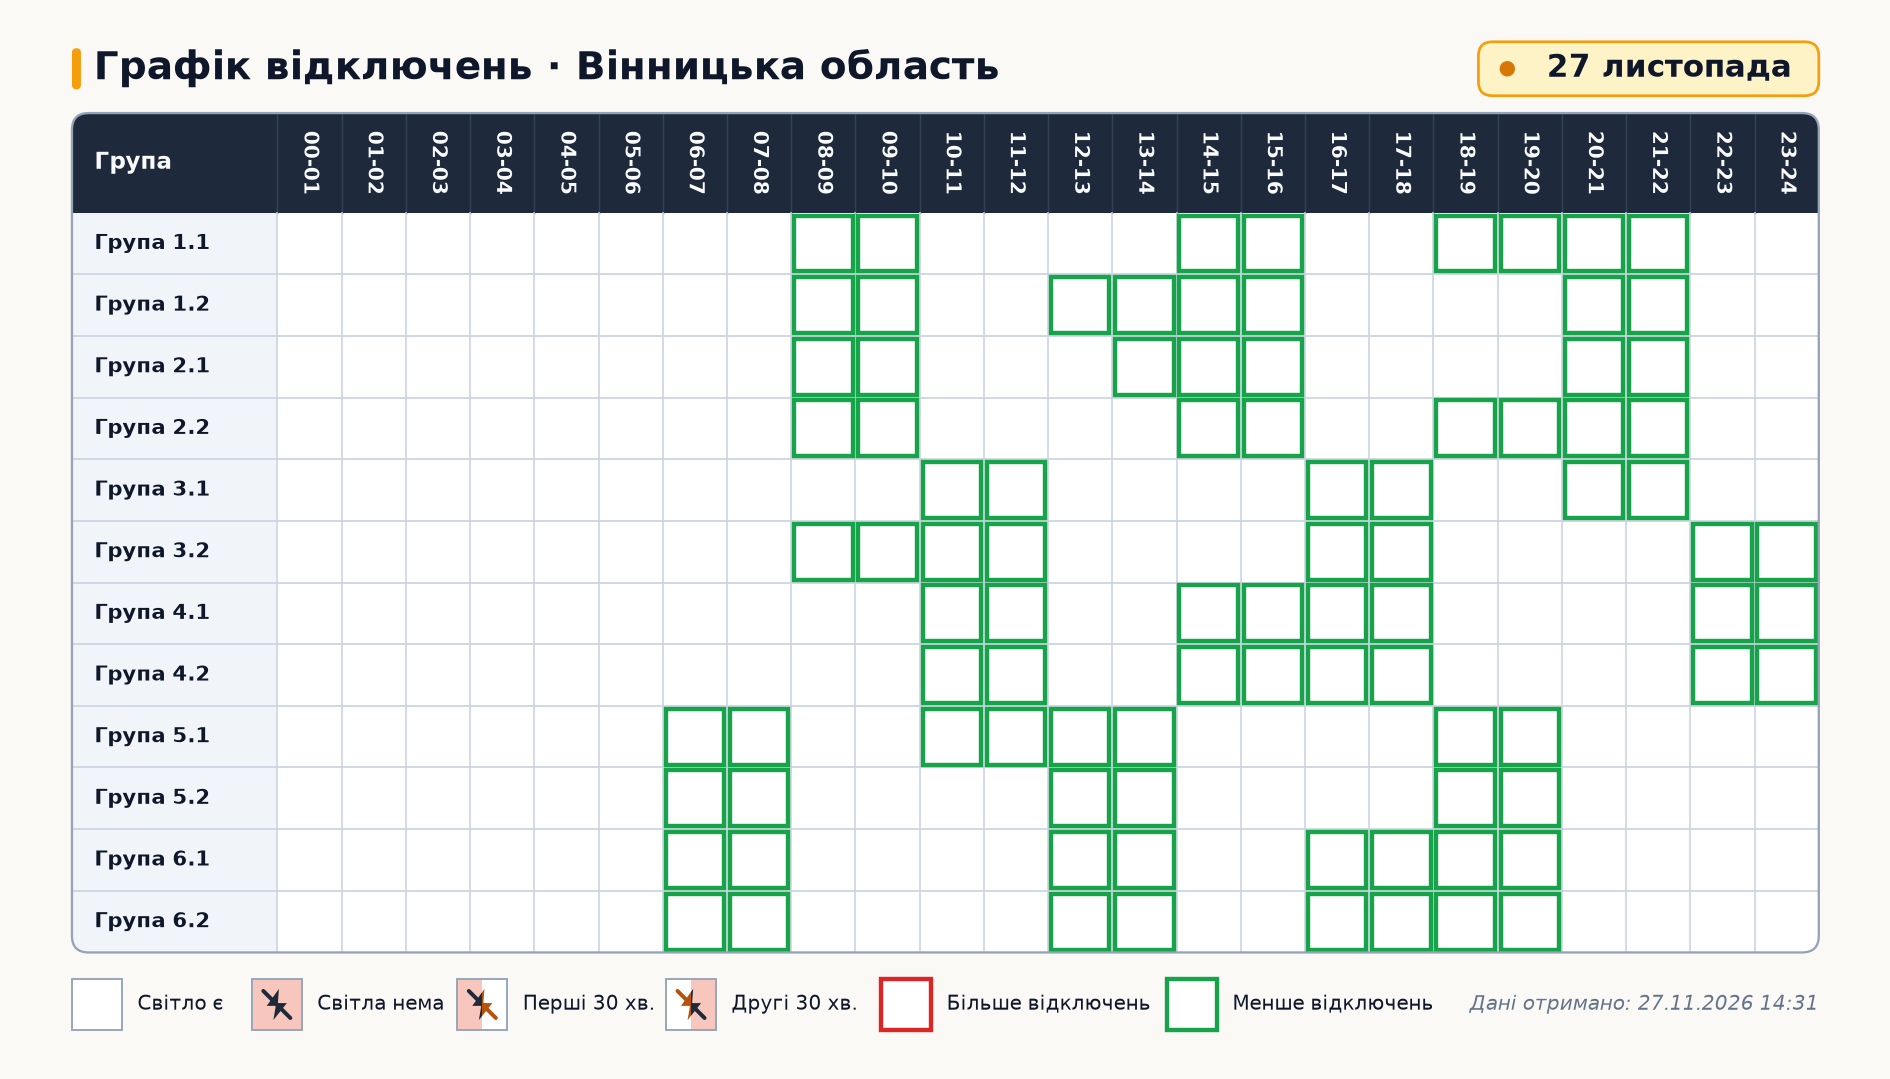 Графік відключень · Вінницька область
27 листопада
Група 00-01 01-02 02-03 03-04 04-05 05-06 06-07 07-08 08-09 09-10 10-11 11-12 12-13 13-14 14-15 15-16 16-17 17-18 18-19 19-20 20-21 21-22 22-23 23-24
Група 1.1
Група 1.2
Група 2.1
Група 2.2
Група 3.1
Група 3.2
Група 4.1
Група 4.2
Група 5.1
Група 5.2
Група 6.1
Група 6.2
Світло є Світла нема Перші 30 хв. Другі 30 хв. Більше відключень Менше відключень Дані отримано: 27.11.2026 14:31